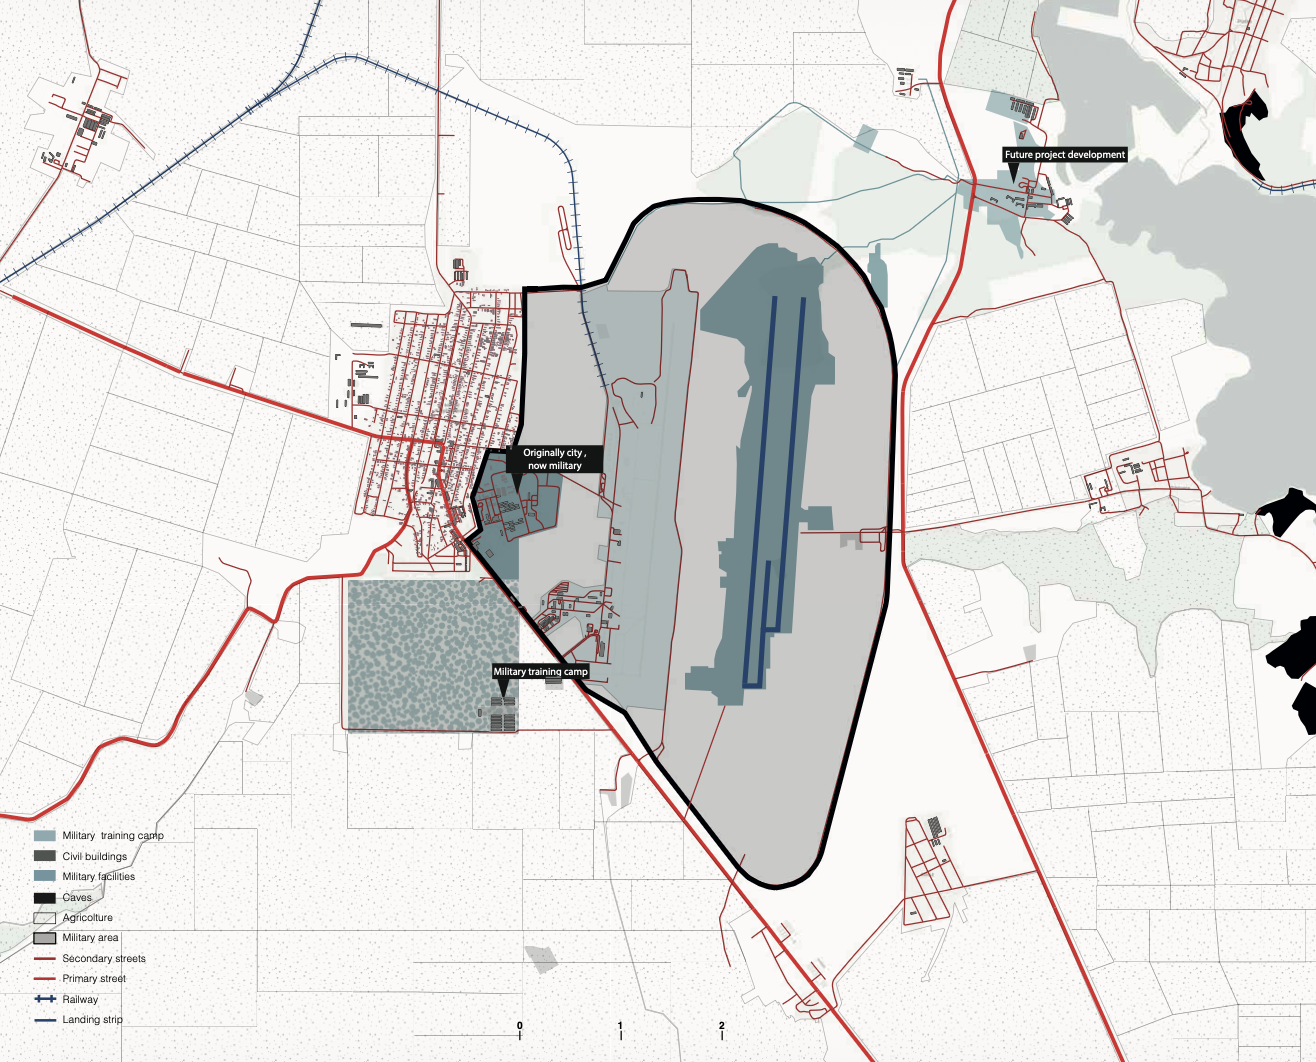 Future project development
Originally city ,
now military
Military training camp
Military  training camp
Civil buildings
Military facilities
Caves
Agricolture
Military area
Secondary streets
Primary street
Railway
Landing strip
0 1 2